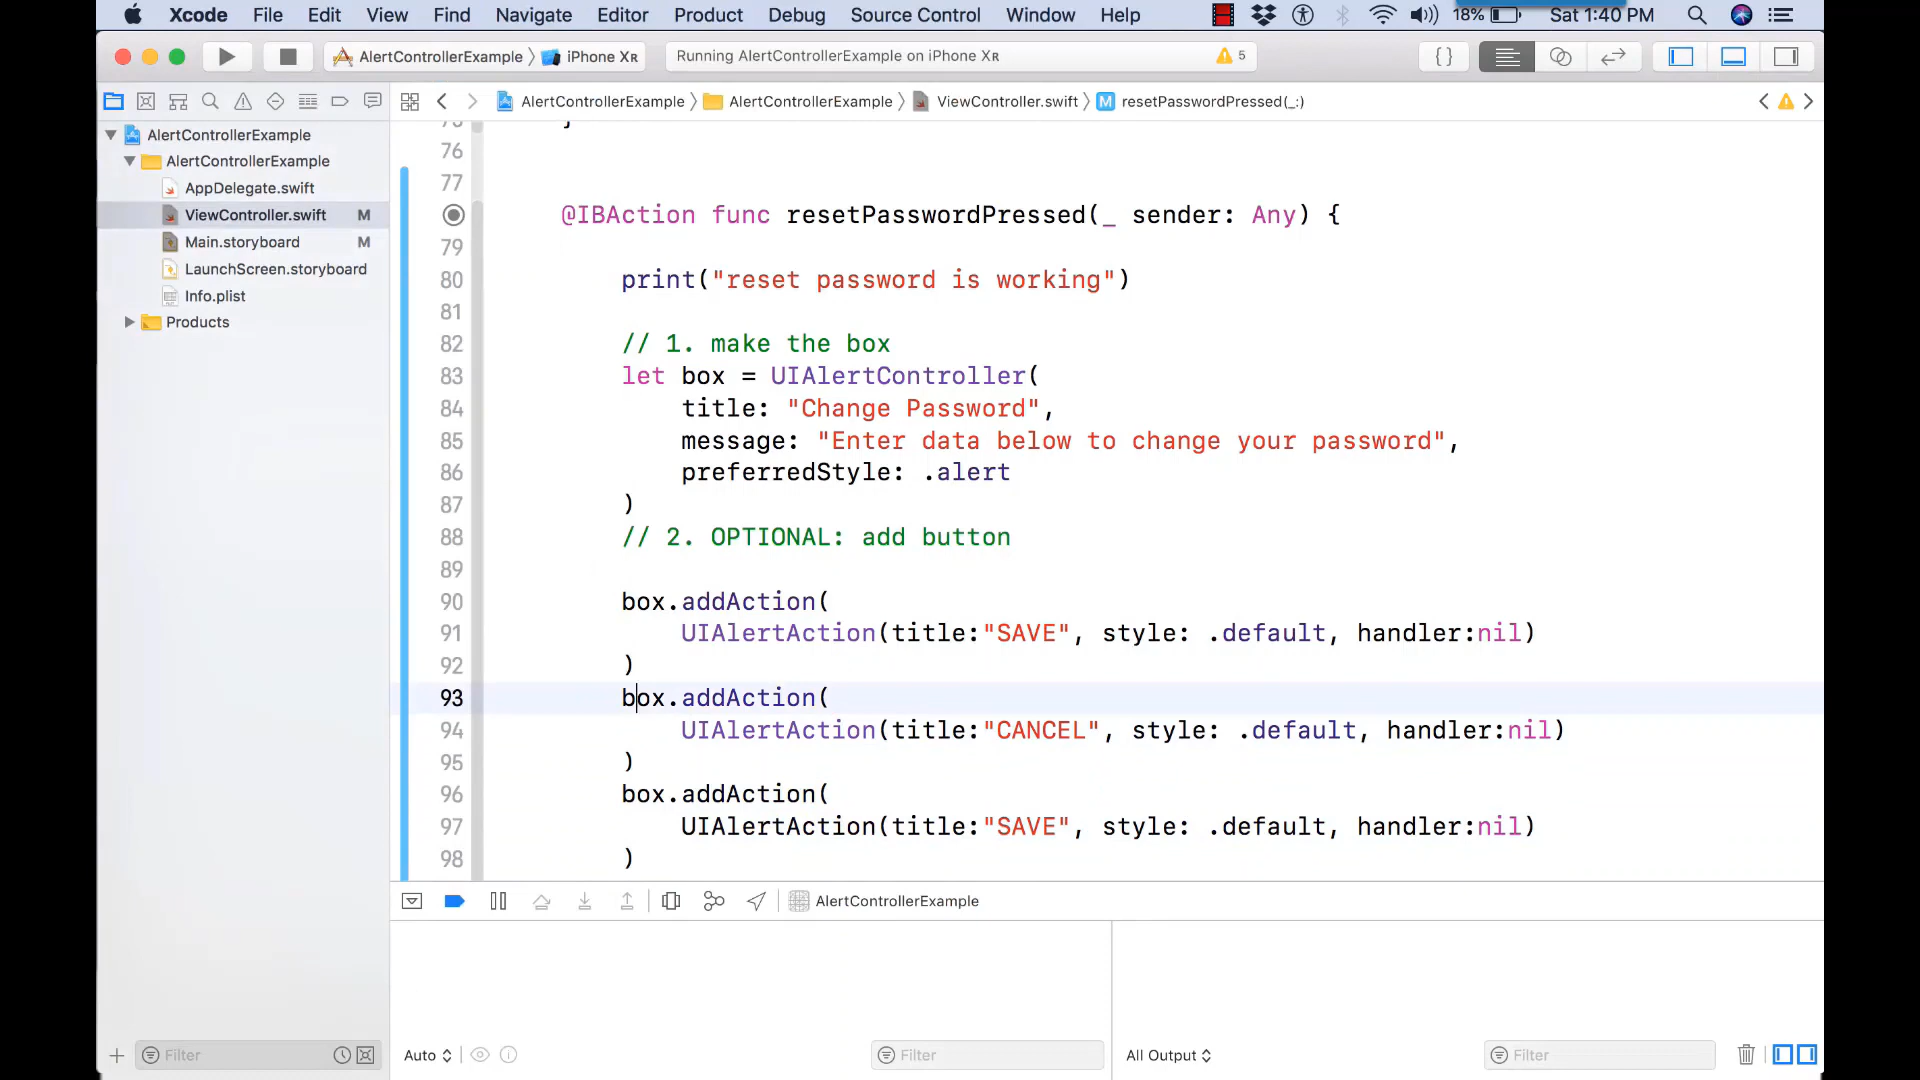 Xcode File Edit View Find Navigate Editor Product Debug Source Control Window Help 18% Sat 1:40 PM
AlertControllerExample iPhone XR Running AlertControllerExample on iPhone XR 5
AlertControllerExample AlertControllerExample ViewController.swift M resetPasswordPressed(_:)
AlertControllerExample
AlertControllerExample
AppDelegate.swift
ViewController.swift M
Main.storyboard M
LaunchScreen.storyboard
Info.plist
Products
76
77
@IBAction func resetPasswordPressed(_ sender: Any) {
79
80 print("reset password is working")
81
82 // 1. make the box
83 let box = UIAlertController(
84 title: "Change Password",
85 message: "Enter data below to change your password",
86 preferredStyle: .alert
87 )
88 // 2. OPTIONAL: add button
89
90 box.addAction(
91 UIAlertAction(title:"SAVE", style: .default, handler:nil)
92 )
93 box.addAction(
94 UIAlertAction(title:"CANCEL", style: .default, handler:nil)
95 )
96 box.addAction(
97 UIAlertAction(title:"SAVE", style: .default, handler:nil)
98 )
AlertControllerExample
Filter
Auto
Filter
All Output
Filter